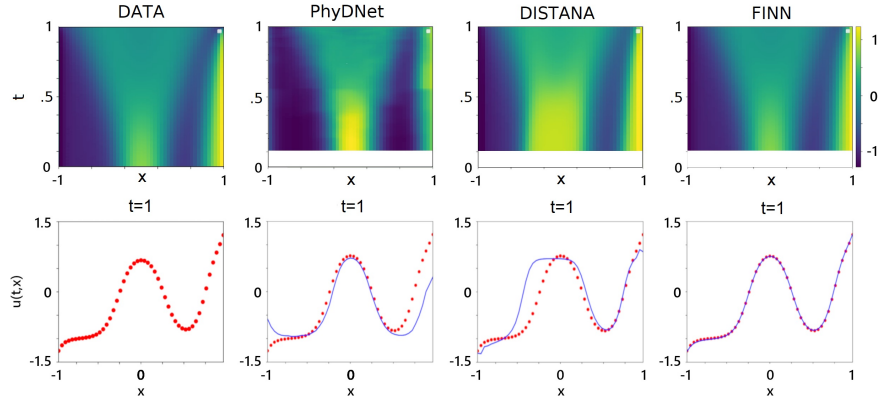 DATA PhyDNet DISTANA FINN
1 1 1 1
t .5 .5 .5 .5 1 0 -1
0 0 0 0
-1 x 1 -1 x 1 -1 x 1 -1 x 1
t=1 t=1 t=1 t=1
1.5 1.5 1.5 1.5
u(t,x) 0 0 0 0
-1.5 -1.5 -1.5 -1.5
-1 0 1 -1 0 1 -1 0 1 -1 0 1
x x x x